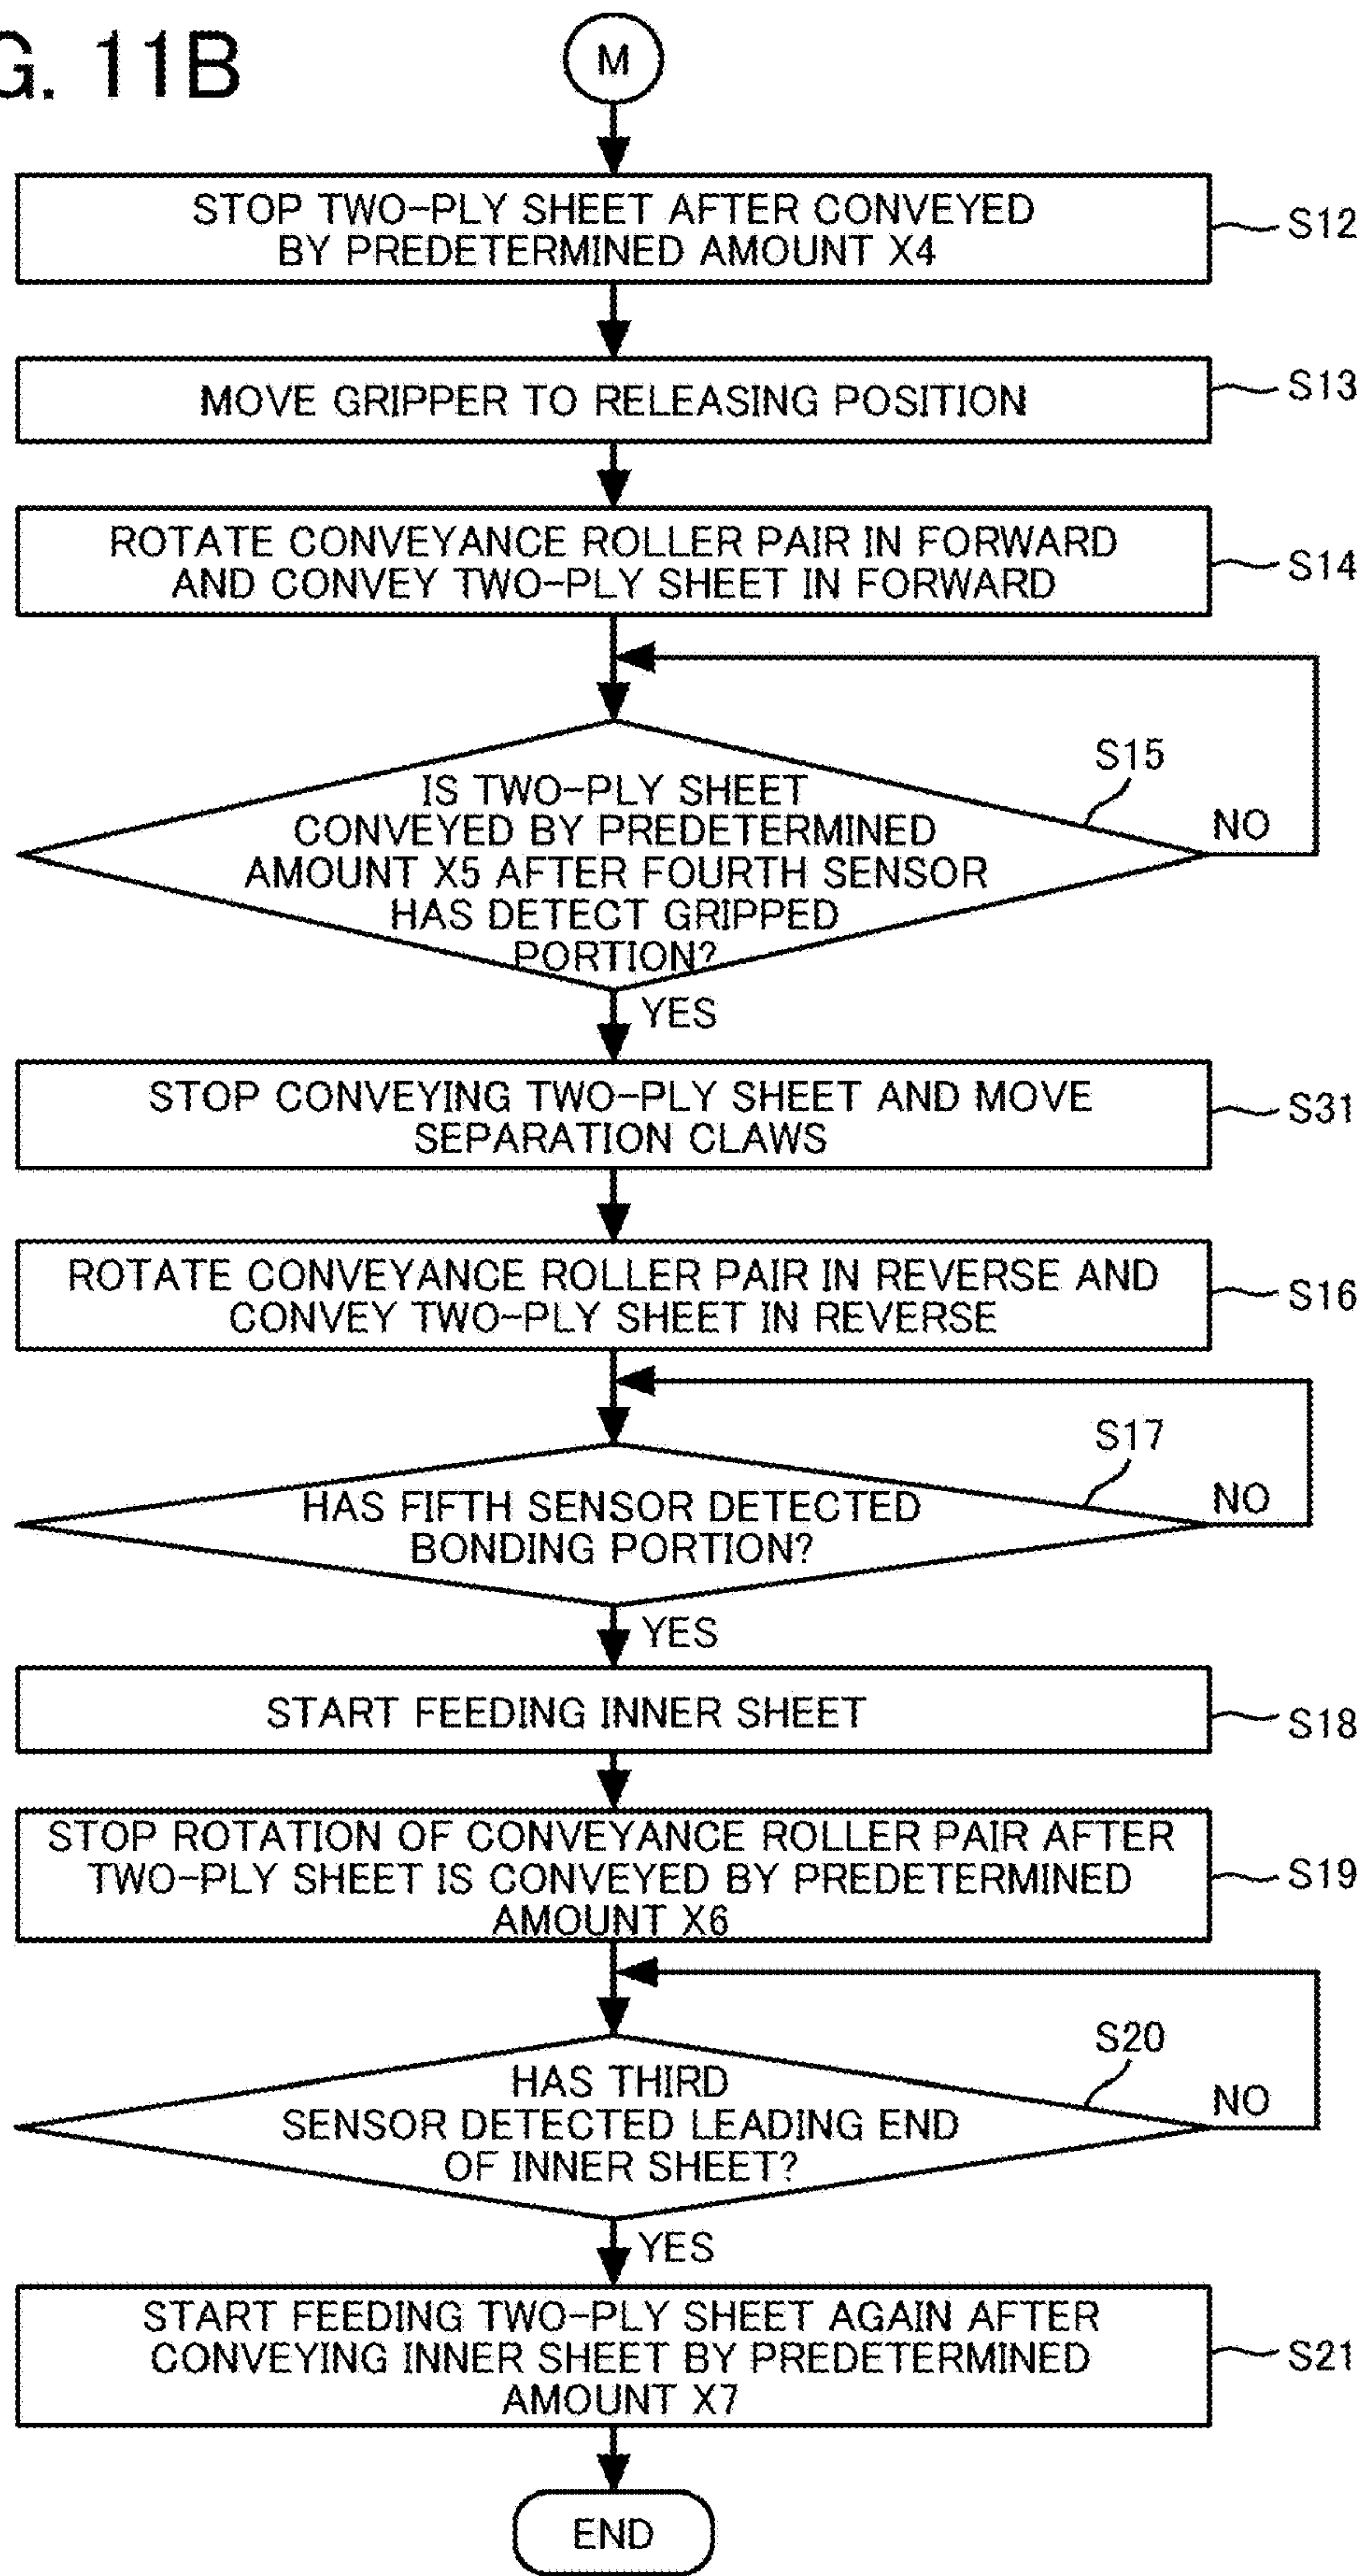 G. 11B
M
STOP TWO-PLY SHEET AFTER CONVEYED
BY PREDETERMINED AMOUNT X4
S12
MOVE GRIPPER TO RELEASING POSITION
S13
ROTATE CONVEYANCE ROLLER PAIR IN FORWARD
AND CONVEY TWO-PLY SHEET IN FORWARD
S14
IS TWO-PLY SHEET
CONVEYED BY PREDETERMINED
AMOUNT X5 AFTER FOURTH SENSOR
HAS DETECT GRIPPED
PORTION?
S15
NO
YES
STOP CONVEYING TWO-PLY SHEET AND MOVE
SEPARATION CLAWS
S31
ROTATE CONVEYANCE ROLLER PAIR IN REVERSE AND
CONVEY TWO-PLY SHEET IN REVERSE
S16
HAS FIFTH SENSOR DETECTED
BONDING PORTION?
S17
NO
YES
START FEEDING INNER SHEET
S18
STOP ROTATION OF CONVEYANCE ROLLER PAIR AFTER
TWO-PLY SHEET IS CONVEYED BY PREDETERMINED
AMOUNT X6
S19
HAS THIRD
SENSOR DETECTED LEADING END
OF INNER SHEET?
S20
NO
YES
START FEEDING TWO-PLY SHEET AGAIN AFTER
CONVEYING INNER SHEET BY PREDETERMINED
AMOUNT X7
S21
END